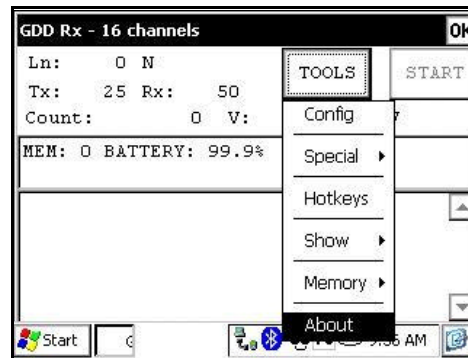 GDD Rx - 16 channels
Ln: 0 N
TOOLS
START
Tx: 25 Rx: 50
Count: 0 V:
Config
MEM: 0 BATTERY: 99.9%
Special
Hotkeys
Show
Memory
About
Start
AM